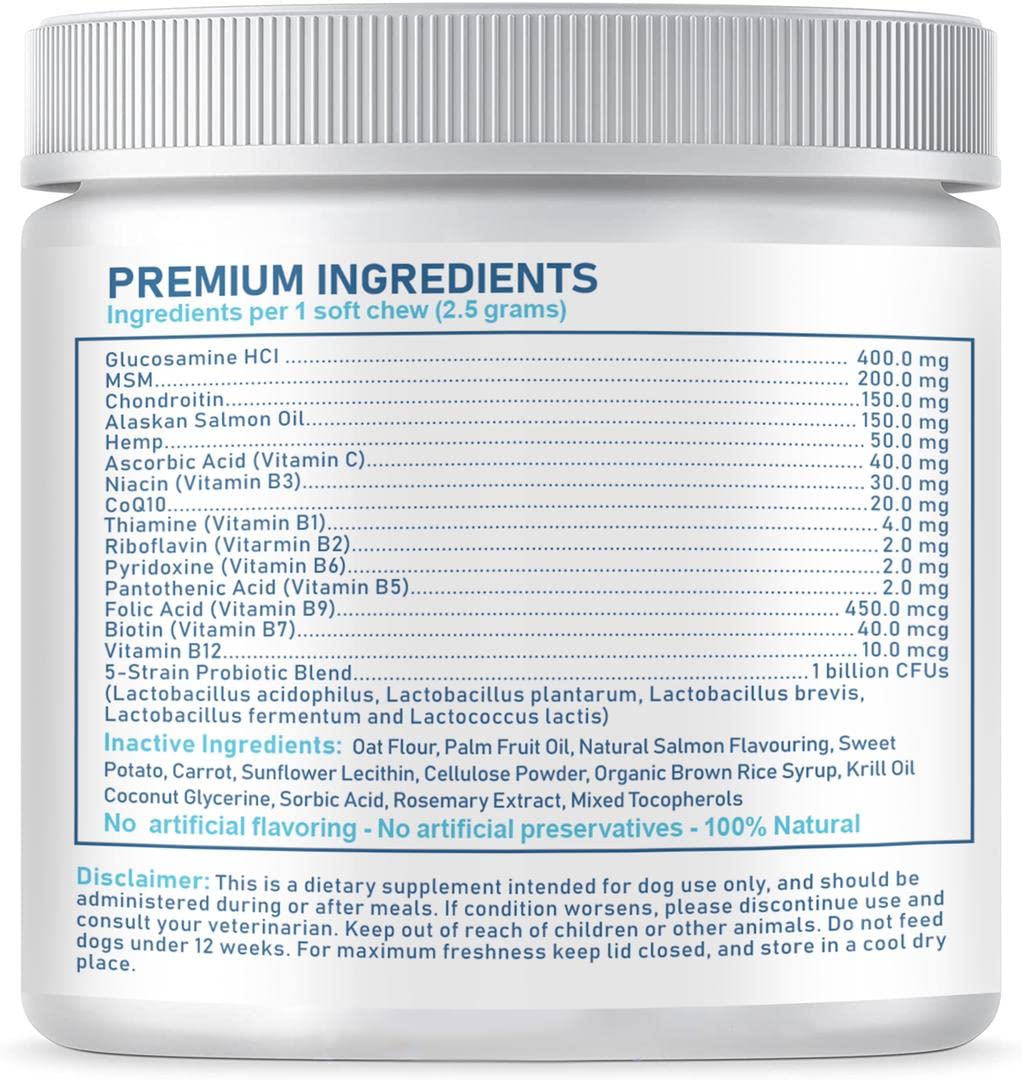 PREMIUM INGREDIENTS
Ingredients per 1 soft chew (2.5 grams)
Glucosamine HCl ........ 400.0 mg
MSM........ 200.0 mg
Chondroitin........150.0 mg
Alaskan Salmon Oil........ 150.0 mg
Hemp........ 50.0 mg
Ascorbic Acid (Vitamin C)........ 40.0 mg
Niacin (Vitamin B3)........ 30.0 mg
CoQ10........20.0 mg
Thiamine (Vitamin B1)........ 4.0 mg
Riboflavin (Vitarmin B2)........ 2.0 mg
Pyridoxine (Vitamin B6)........2.0 mg
Pantothenic Acid (Vitamin B5)........ 2.0 mg
Folic Acid (Vitamin B9)........ 450.0 mcg
Biotin (Vitamin B7)........40.0 mcg
Vitamin B12........10.0 mcg
5-Strain Probiotic Blend........1 billion CFUs
(Lactobacillus acidophilus, Lactobacillus plantarum, Lactobacillus brevis,
Lactobacillus fermentum and Lactococcus lactis)
Inactive Ingredients: Oat Flour, Palm Fruit Oil, Natural Salmon Flavouring, Sweet
Potato, Carrot, Sunflower Lecithin, Cellulose Powder, Organic Brown Rice Syrup, Krill Oil
Coconut Glycerine, Sorbic Acid, Rosemary Extract, Mixed Tocopherols
No artificial flavoring - No artificial preservatives - 100% Natural
Disclaimer: This is a dietary supplement intended for dog use only, and should be
administered during or after meals. If condition worsens, please discontinue use and
consult your veterinarian. Keep out of reach of children or other animals. Do not feed
dogs under 12 weeks. For maximum freshness keep lid closed, and store in a cool dry
place.